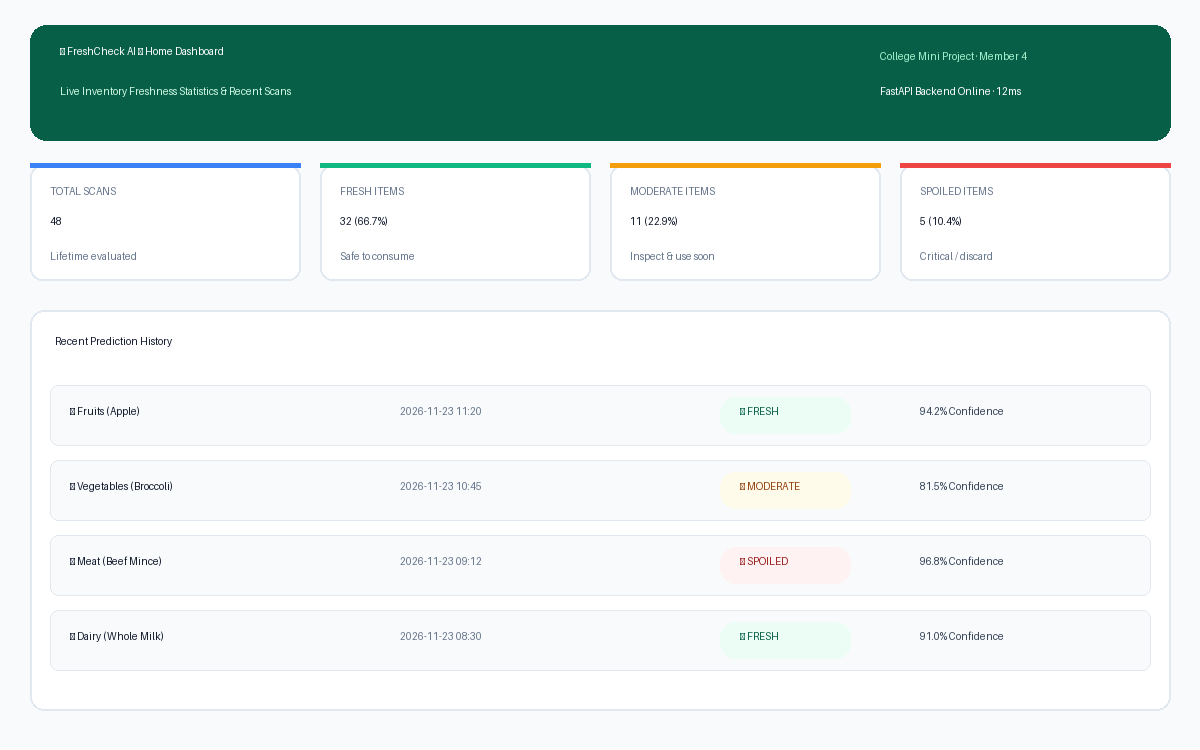 FreshCheck AI Home Dashboard
College Mini Project · Member 4
Live Inventory Freshness Statistics & Recent Scans
FastAPI Backend Online · 12ms
TOTAL SCANS
48
Lifetime evaluated
FRESH ITEMS
32 (66.7%)
Safe to consume
MODERATE ITEMS
11 (22.9%)
Inspect & use soon
SPOILED ITEMS
5 (10.4%)
Critical / discard
Recent Prediction History
Fruits (Apple) 2026-11-23 11:20 FRESH 94.2% Confidence
Vegetables (Broccoli) 2026-11-23 10:45 MODERATE 81.5% Confidence
Meat (Beef Mince) 2026-11-23 09:12 SPOILED 96.8% Confidence
Dairy (Whole Milk) 2026-11-23 08:30 FRESH 91.0% Confidence